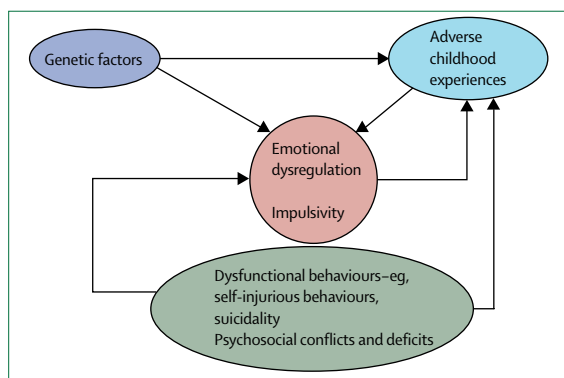 Genetic factors
Adverse
childhood
experiences
Emotional
dysregulation
Impulsivity
Dysfunctional behaviours–eg,
self-injurious behaviours,
suicidality
Psychosocial conflicts and deficits